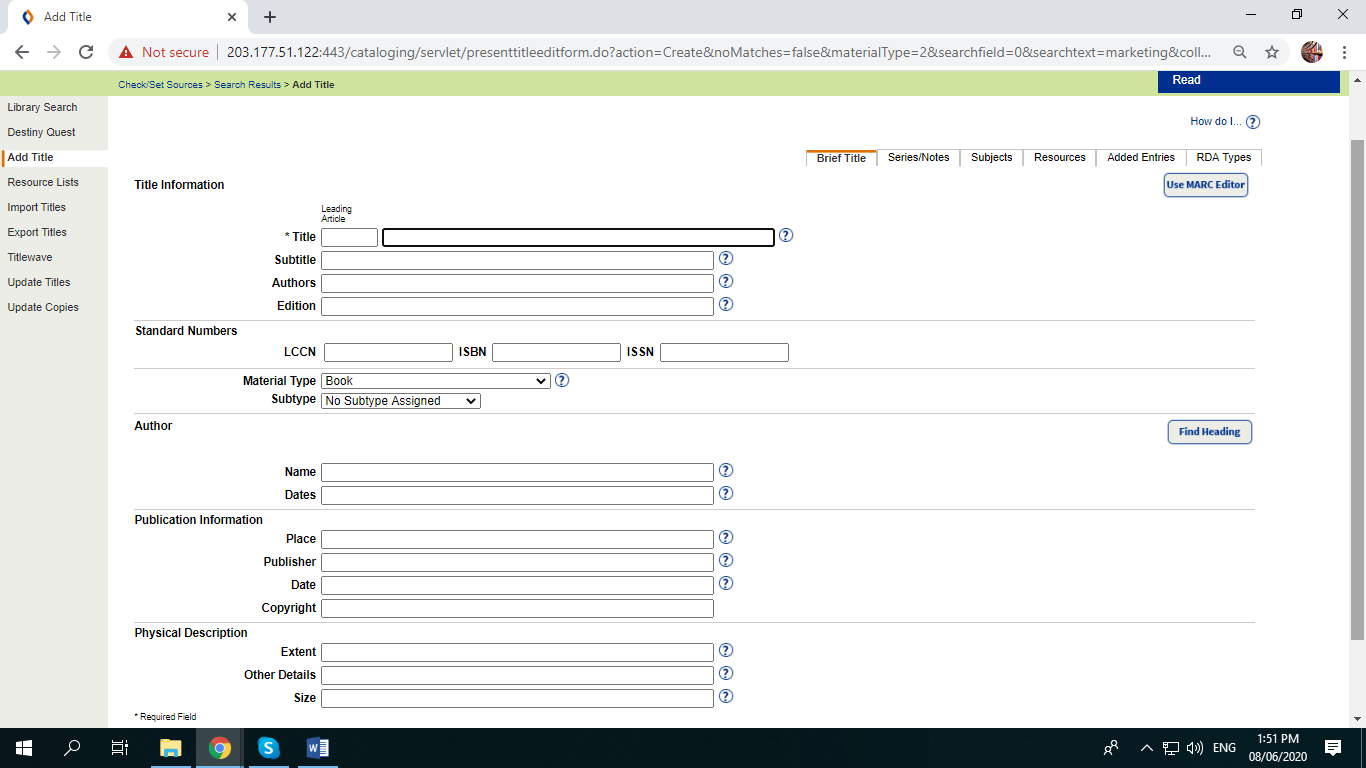 Add Title
Not secure
203.177.51.122:443/cataloging/servlet/presenttitleeditform.do?action=Create&noMatches=false&materialType=2&searchfield=0&searchtext=marketing&coll...
Check/Set Sources > Search Results > Add Title
Read
Library Search
Destiny Quest
Add Title
Resource Lists
Import Titles
Export Titles
Titlewave
Update Titles
Update Copies
How do I... ?
Brief Title Series/Notes Subjects Resources Added Entries RDA Types
Title Information
Use MARC Editor
Leading
Article
* Title ?
Subtitle ?
Authors ?
Edition ?
Standard Numbers
LCCN ISBN ISSN
Material Type Book ?
Subtype No Subtype Assigned
Author
Find Heading
Name ?
Dates ?
Publication Information
Place ?
Publisher ?
Date ?
Copyright
Physical Description
Extent ?
Other Details ?
Size ?
* Required Field
ENG
1:51 PM
08/06/2020